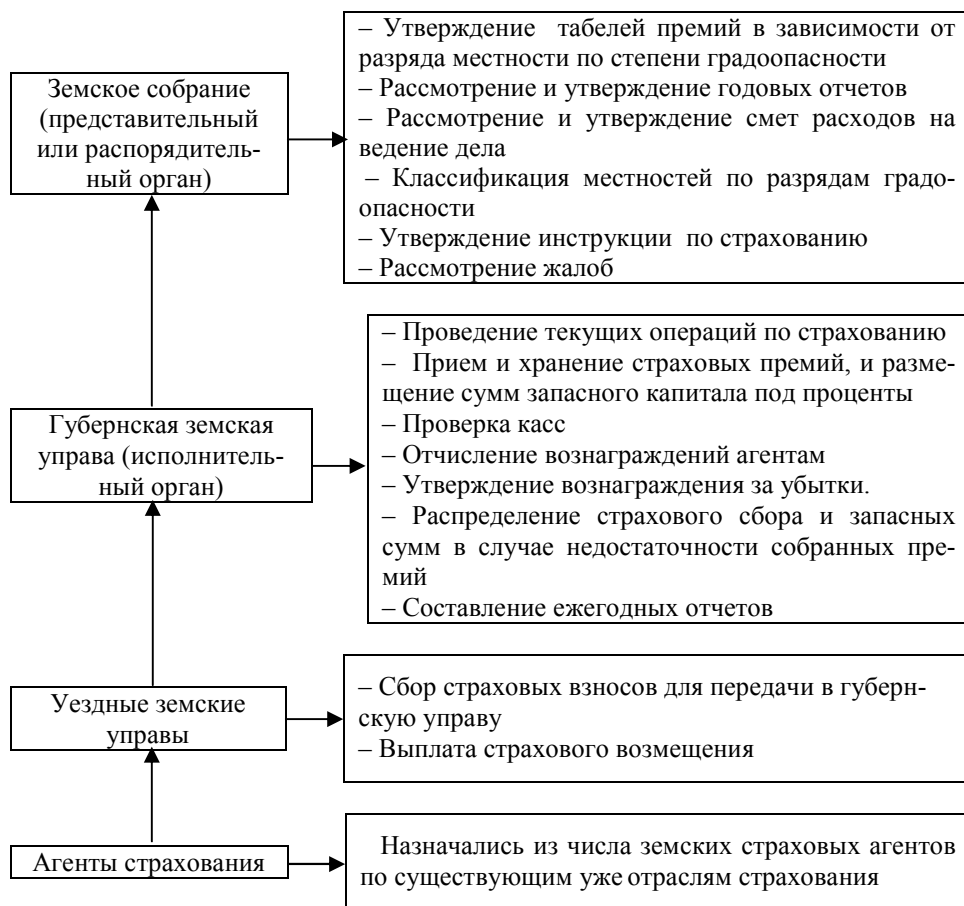 Земское собрание
(представительный
или распорядитель-
ный орган)
– Утверждение табелей премий в зависимости от
разряда местности по степени градоопасности
– Рассмотрение и утверждение годовых отчетов
– Рассмотрение и утверждение смет расходов на
ведение дела
– Классификация местностей по разрядам градо-
опасности
– Утверждение инструкции по страхованию
– Рассмотрение жалоб
Губернская земская
управа (исполнитель-
ный орган)
– Проведение текущих операций по страхованию
– Прием и хранение страховых премий, и разме-
щение сумм запасного капитала под проценты
– Проверка касс
– Отчисление вознаграждений агентам
– Утверждение вознаграждения за убытки.
– Распределение страхового сбора и запасных
сумм в случае недостаточности собранных пре-
мий
– Составление ежегодных отчетов
Уездные земские
управы
– Сбор страховых взносов для передачи в губерн-
скую управу
– Выплата страхового возмещения
Агенты страхования
Назначались из числа земских страховых агентов
по существующим уже отраслям страхования